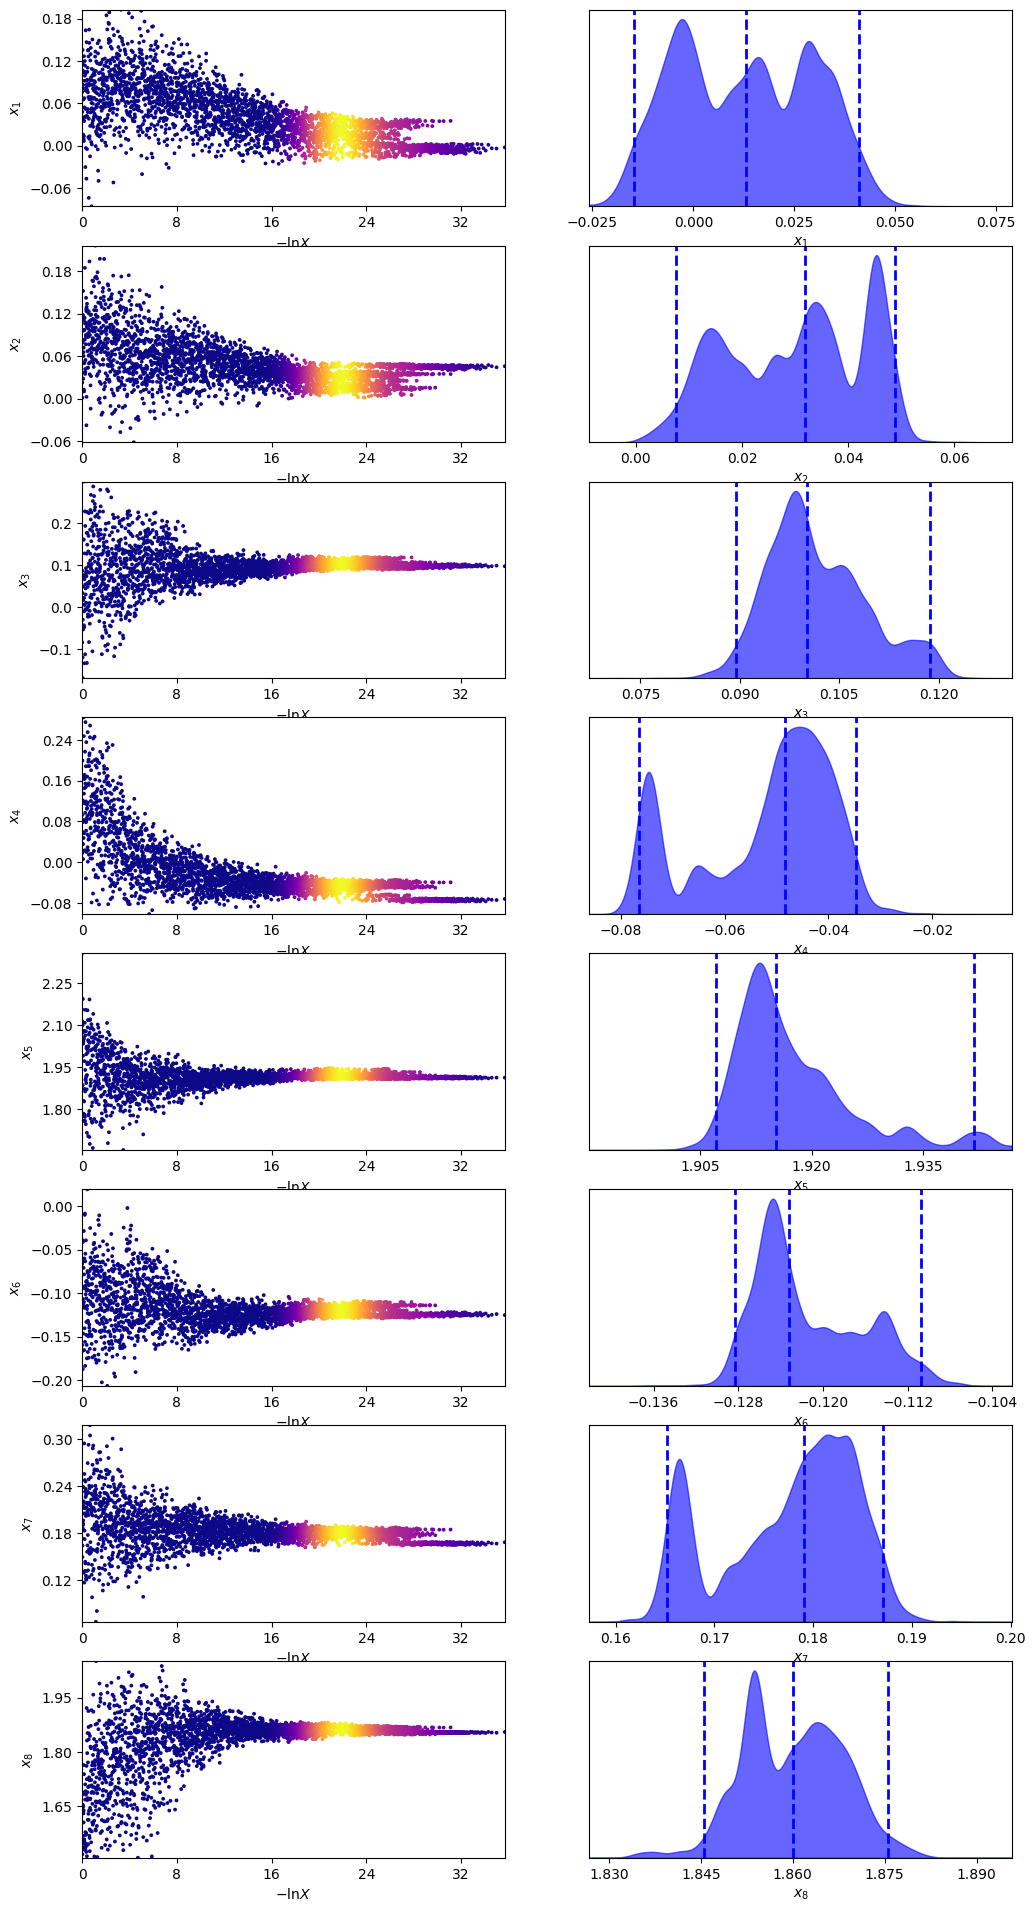 0.18
0.12
0.06
0.00
−0.06
x1
0 8 16 24 32
−lnX
−0.025 0.000 0.025 0.050 0.075
x1
0.18
0.12
0.06
0.00
−0.06
x2
0 8 16 24 32
−lnX
0.00 0.02 0.04 0.06
x2
0.2
0.1
0.0
−0.1
x3
0 8 16 24 32
−lnX
0.075 0.090 0.105 0.120
x3
0.24
0.16
0.08
0.00
−0.08
x4
0 8 16 24 32
−lnX
−0.08 −0.06 −0.04 −0.02
x4
2.25
2.10
1.95
1.80
x5
0 8 16 24 32
−lnX
1.905 1.920 1.935
x5
0.00
−0.05
−0.10
−0.15
−0.20
x6
0 8 16 24 32
−lnX
−0.136 −0.128 −0.120 −0.112 −0.104
x6
0.30
0.24
0.18
0.12
x7
0 8 16 24 32
−lnX
0.16 0.17 0.18 0.19 0.20
x7
1.95
1.80
1.65
x8
0 8 16 24 32
−lnX
1.830 1.845 1.860 1.875 1.890
x8